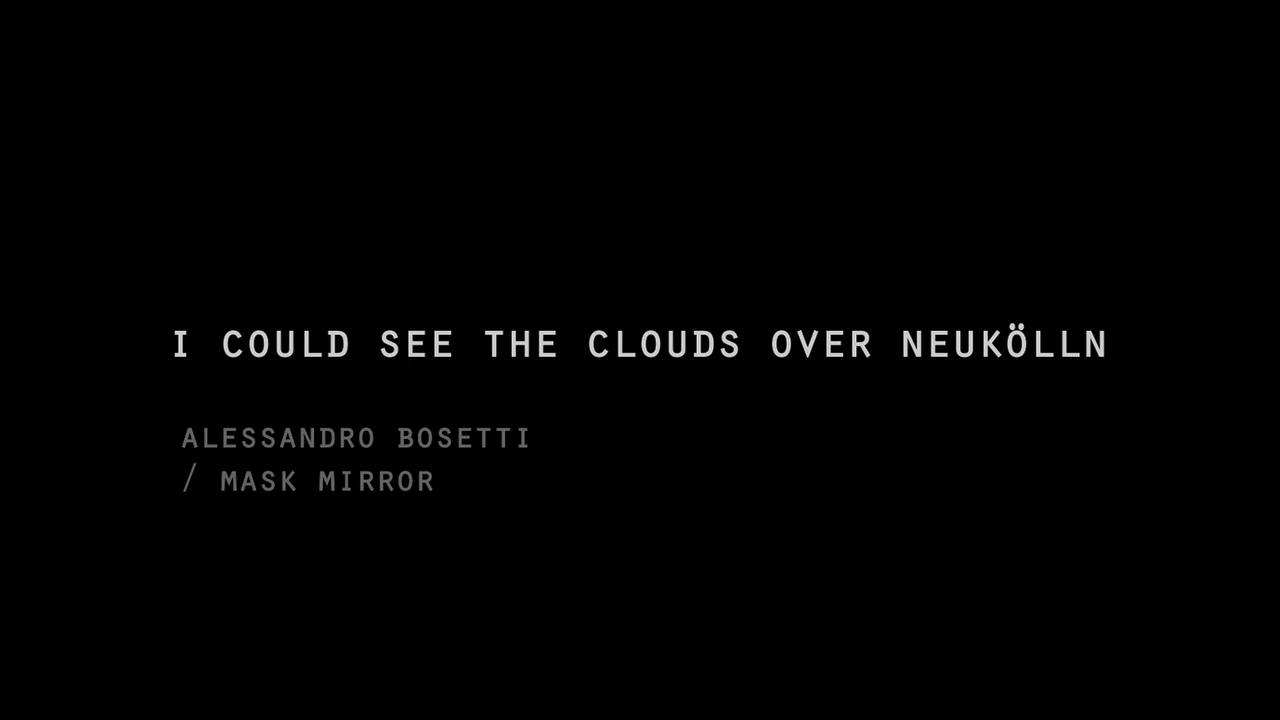 I COULD SEE THE CLOUDS OVER NEUKÖLLN
ALESSANDRO BOSETTI
/ MASK MIRROR